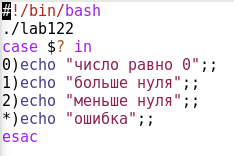 #!/bin/bash
./lab122
case $? in
0)echo "число равно 0";;
1)echo "больше нуля";;
2)echo "меньше нуля";;
*)echo "ошибка";;
esac